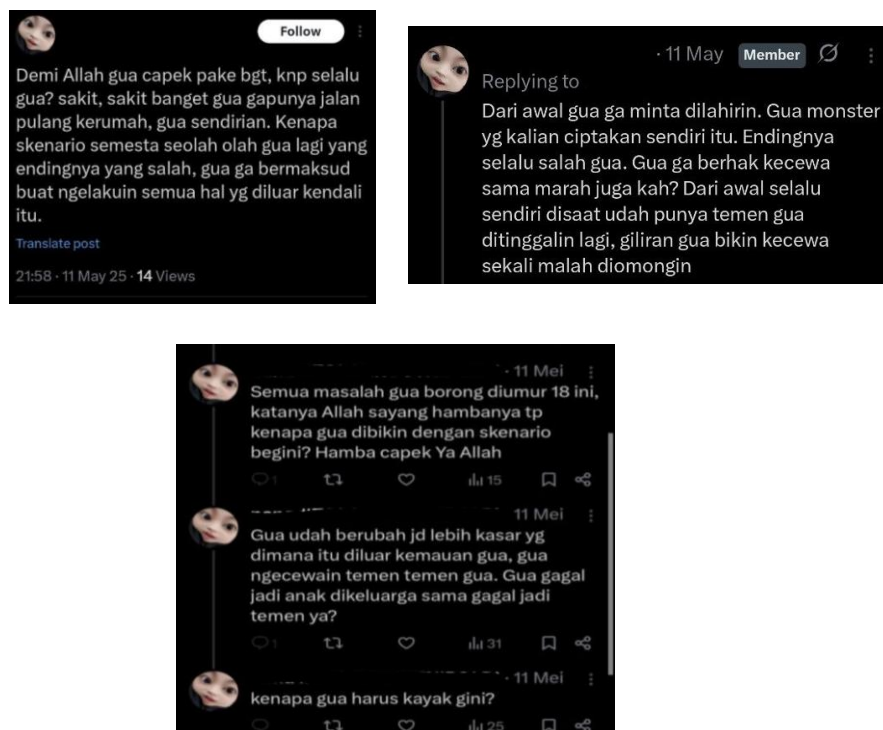 Follow
Demi Allah gua capek pake bgt, knp selalu
gua? sakit, sakit banget gua gapunya jalan
pulang kerumah, gua sendirian. Kenapa
skenario semesta seolah olah gua lagi yang
endingnya yang salah, gua ga bermaksud
buat ngelakuin semua hal yg diluar kendali
itu.
Translate post
21:58 · 11 May 25 · 14 Views
· 11 May Member
Replying to
Dari awal gua ga minta dilahirin. Gua monster
yg kalian ciptakan sendiri itu. Endingnya
selalu salah gua. Gua ga berhak kecewa
sama marah juga kah? Dari awal selalu
sendiri disaat udah punya temen gua
ditinggalin lagi, giliran gua bikin kecewa
sekali malah diomongin
· 11 Mei
Semua masalah gua borong diumur 18 ini,
katanya Allah sayang hambanya tp
kenapa gua dibikin dengan skenario
begini? Hamba capek Ya Allah
1 15
11 Mei
Gua udah berubah jd lebih kasar yg
dimana itu diluar kemauan gua, gua
ngecewain temen temen gua. Gua gagal
jadi anak dikeluarga sama gagal jadi
temen ya?
1 31
· 11 Mei
kenapa gua harus kayak gini?
25